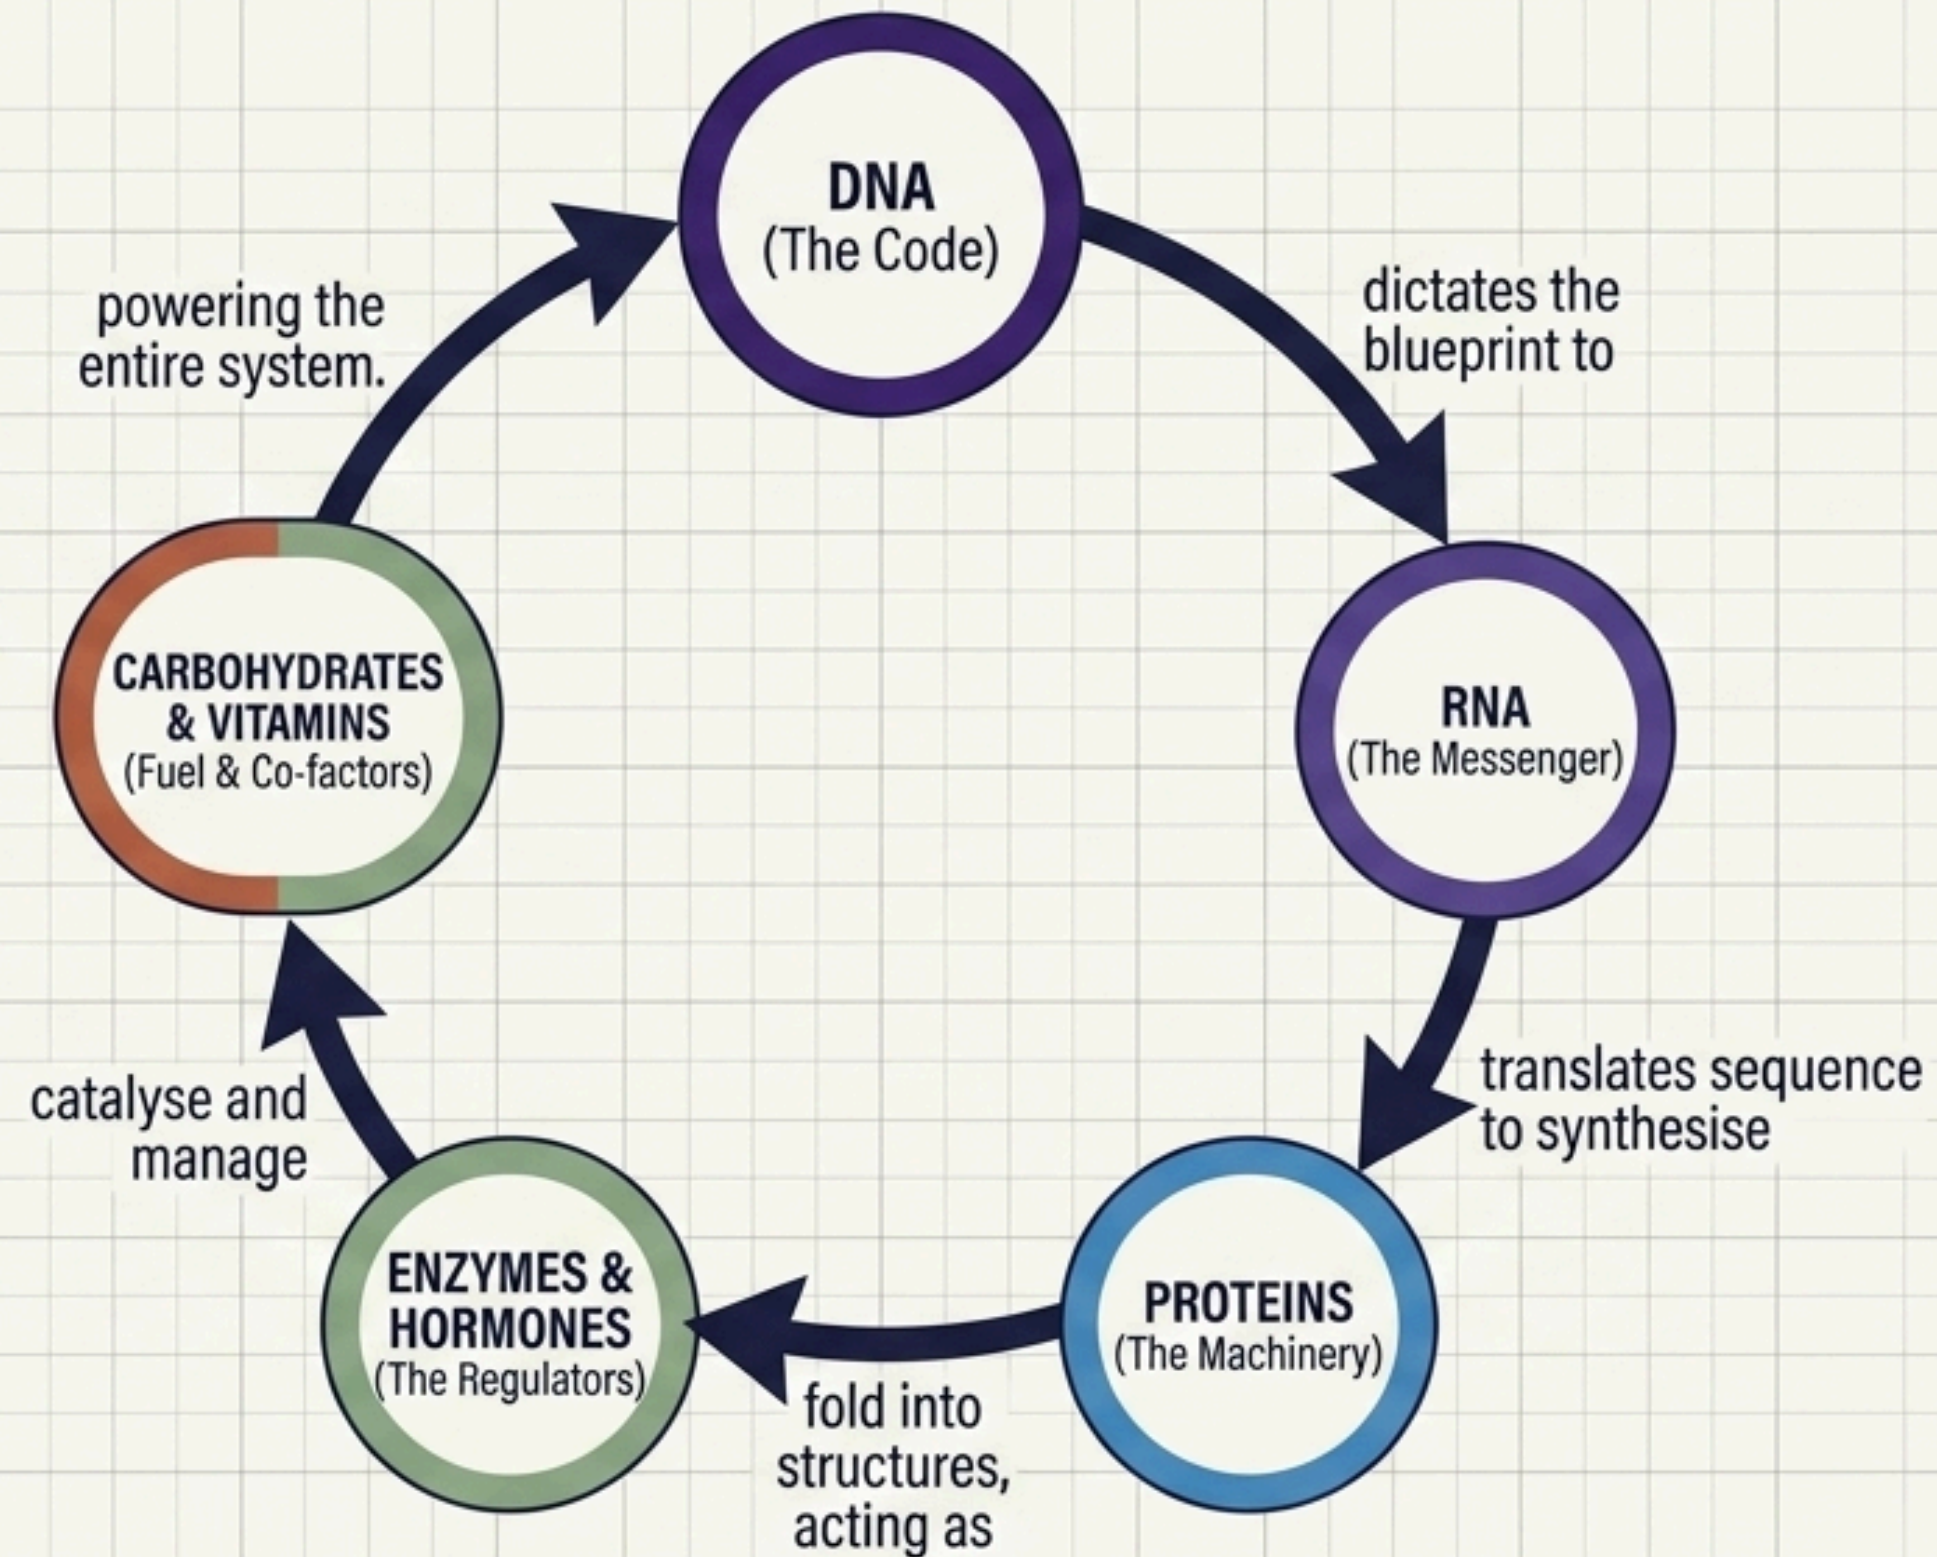 DNA
(The Code)
dictates the
blueprint to
RNA
(The Messenger)
translates sequence
to synthesise
PROTEINS
(The Machinery)
fold into
structures,
acting as
ENZYMES &
HORMONES
(The Regulators)
catalyse and
manage
CARBOHYDRATES
& VITAMINS
(Fuel & Co-factors)
powering the
entire system.